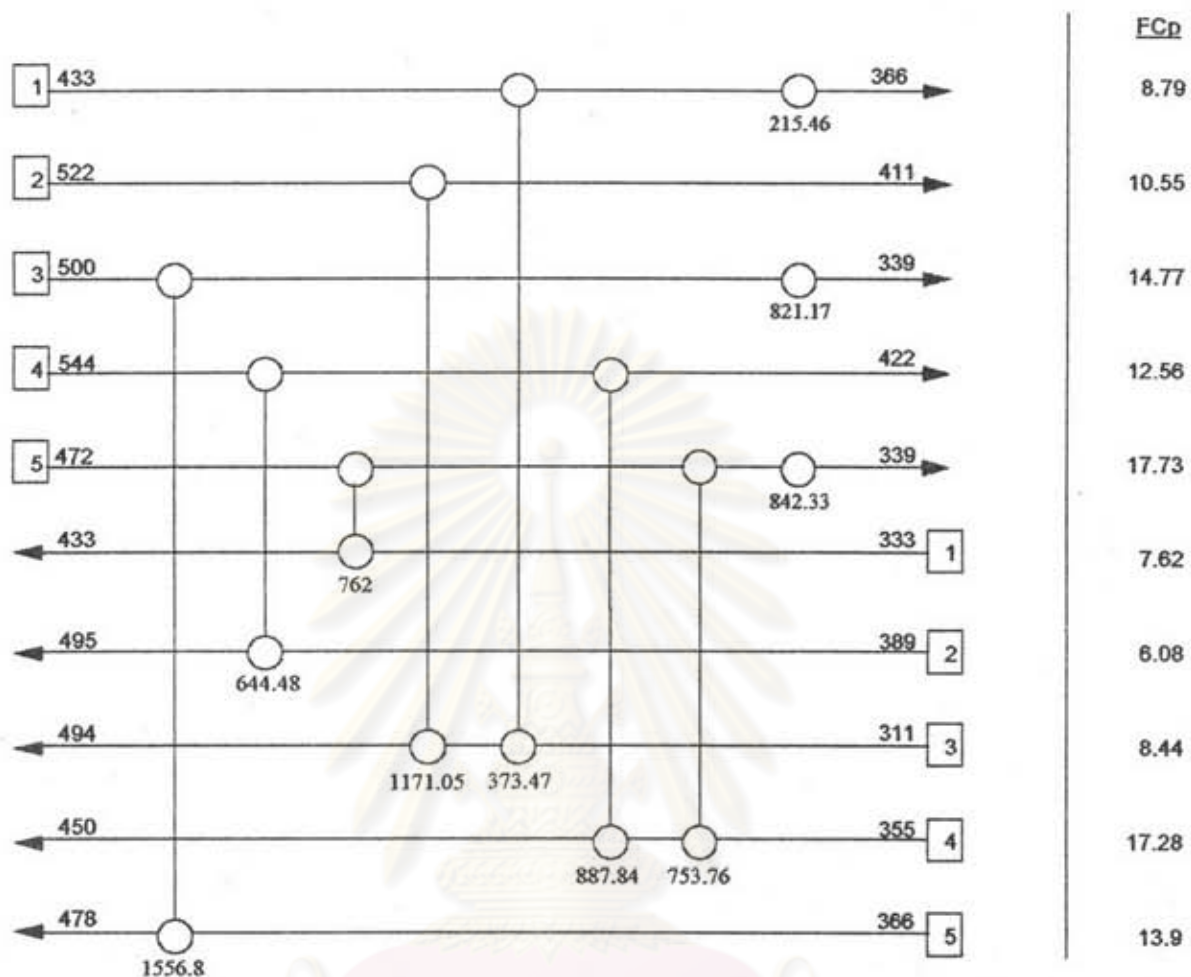 FCp
1 433 366 8.79
215.46
2 522 411 10.55
3 500 339 14.77
821.17
4 544 422 12.56
5 472 339 17.73
842.33
433 333 1 7.62
762
495 389 2 6.08
644.48
494 311 3 8.44
1171.05 373.47
450 355 4 17.28
887.84 753.76
478 366 5 13.9
1556.8